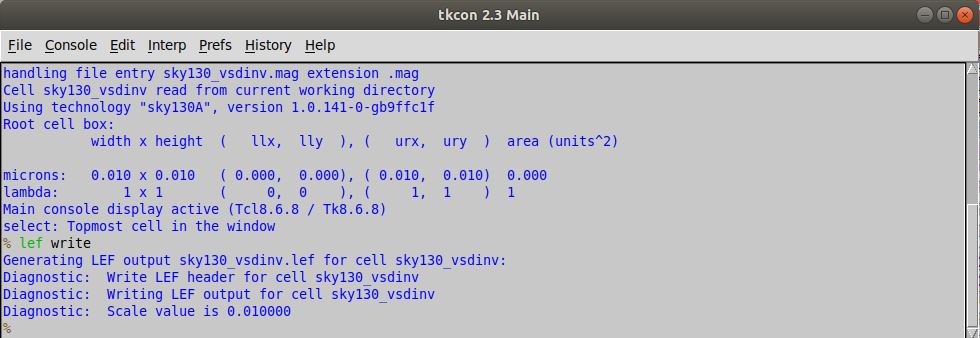 tkcon 2.3 Main
File Console Edit Interp Prefs History Help
handling file entry sky130_vsdinv.mag extension .mag
Cell sky130_vsdinv read from current working directory
Using technology "sky130A", version 1.0.141-0-gb9ffc1f
Root cell box:
width x height ( llx, lly ), ( urx, ury ) area (units^2)
microns: 0.010 x 0.010 ( 0.000, 0.000), ( 0.010, 0.010) 0.000
lambda: 1 x 1 ( 0, 0 ), ( 1, 1 ) 1
Main console display active (Tcl8.6.8 / Tk8.6.8)
select: Topmost cell in the window
% lef write
Generating LEF output sky130_vsdinv.lef for cell sky130_vsdinv:
Diagnostic: Write LEF header for cell sky130_vsdinv
Diagnostic: Writing LEF output for cell sky130_vsdinv
Diagnostic: Scale value is 0.010000
%